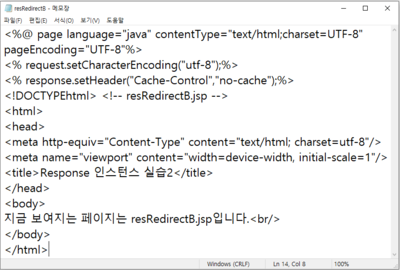 resRedirectB - 메모장
파일(F) 편집(E) 서식(O) 보기(V) 도움말
<%@ page language="java" contentType="text/html;charset=UTF-8"
pageEncoding="UTF-8"%>
<% request.setCharacterEncoding("utf-8");%>
<% response.setHeader("Cache-Control","no-cache");%>
<!DOCTYPEhtml> <!-- resRedirectB.jsp -->
<html>
<head>
<meta http-equiv="Content-Type" content="text/html; charset=utf-8"/>
<meta name="viewport" content="width=device-width, initial-scale=1"/>
<title>Response 인스턴스 실습2</title>
</head>
<body>
지금 보여지는 페이지는 resRedirectB.jsp입니다.<br/>
</body>
</html>
Windows (CRLF) Ln 14, Col 8 100%